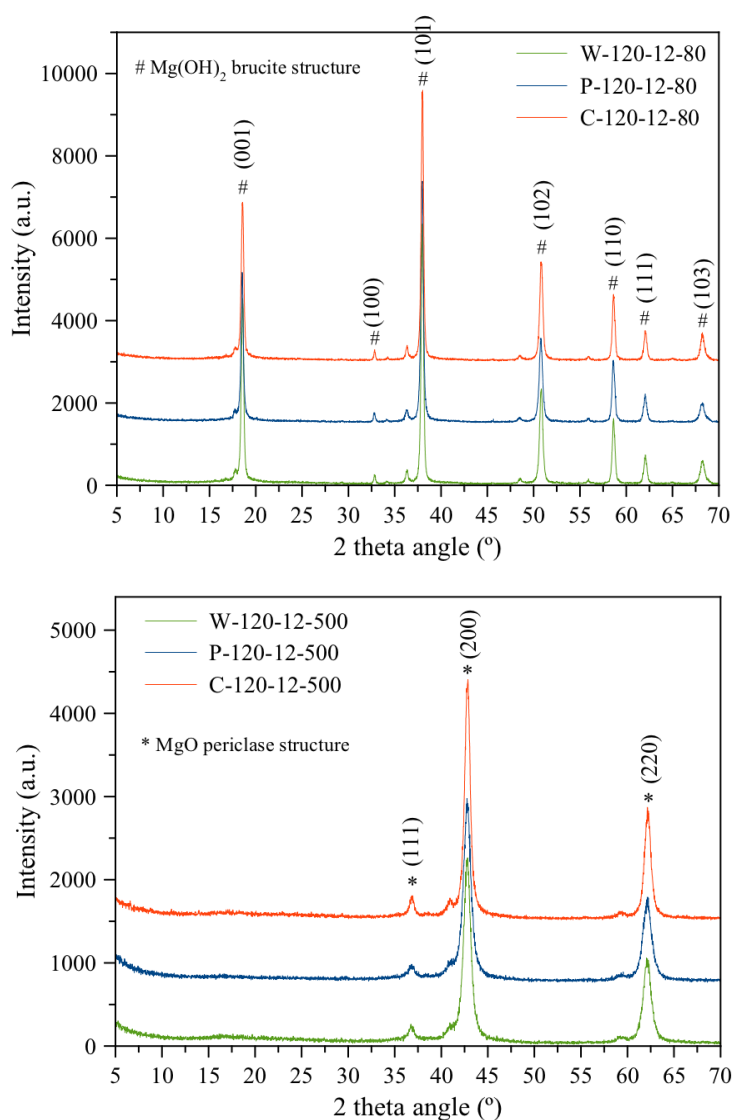 # Mg(OH)2 brucite structure
W-120-12-80
P-120-12-80
C-120-12-80
# (001)
# (100)
# (101)
# (102)
# (110)
# (111)
# (103)
Intensity (a.u.)
10000
8000
6000
4000
2000
0
5 10 15 20 25 30 35 40 45 50 55 60 65 70
2 theta angle (º)
W-120-12-500
P-120-12-500
C-120-12-500
* MgO periclase structure
* (111)
* (200)
* (220)
Intensity (a.u.)
5000
4000
3000
2000
1000
0
5 10 15 20 25 30 35 40 45 50 55 60 65 70
2 theta angle (º)